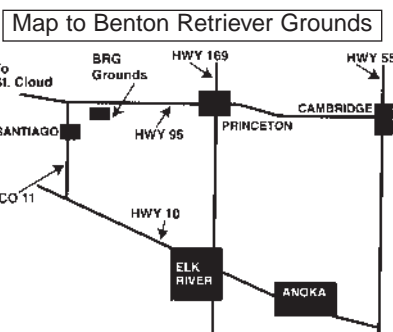 Map to Benton Retriever Grounds
To
St. Cloud
BRG
Grounds
HWY 169
HWY 55
CAMBRIDGE
SANTIAGO
HWY 95
PRINCETON
CO 11
HWY 10
ELK
RIVER
ANOKA